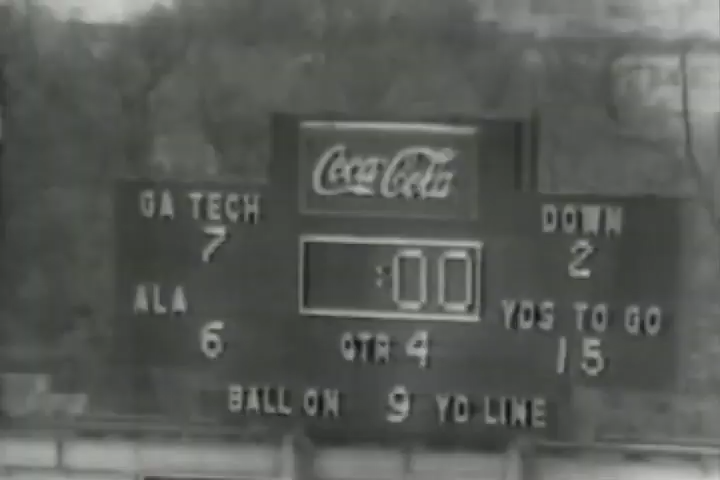 Coca-Cola
GA TECH
7
ALA
6
:00
QTR 4
DOWN
2
YDS TO GO
15
BALL ON 9 YD LINE